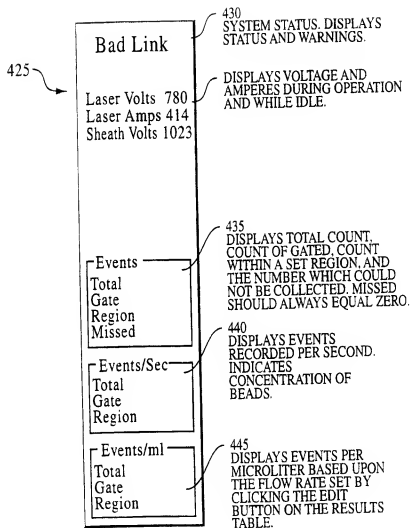 430
SYSTEM STATUS. DISPLAYS
STATUS AND WARNINGS.
Bad Link
425
DISPLAYS VOLTAGE AND
AMPERES DURING OPERATION
AND WHILE IDLE.
Laser Volts 780
Laser Amps 414
Sheath Volts 1023
435
DISPLAYS TOTAL COUNT,
COUNT OF GATED, COUNT
WITHIN A SET REGION, AND
THE NUMBER WHICH COULD
NOT BE COLLECTED. MISSED
SHOULD ALWAYS EQUAL ZERO.
Events
Total
Gate
Region
Missed
440
DISPLAYS EVENTS
RECORDED PER SECOND.
INDICATES
CONCENTRATION OF
BEADS.
Events/Sec
Total
Gate
Region
445
DISPLAYS EVENTS PER
MICROLITER BASED UPON
THE FLOW RATE SET BY
CLICKING THE EDIT
BUTTON ON THE RESULTS
TABLE.
Events/ml
Total
Gate
Region